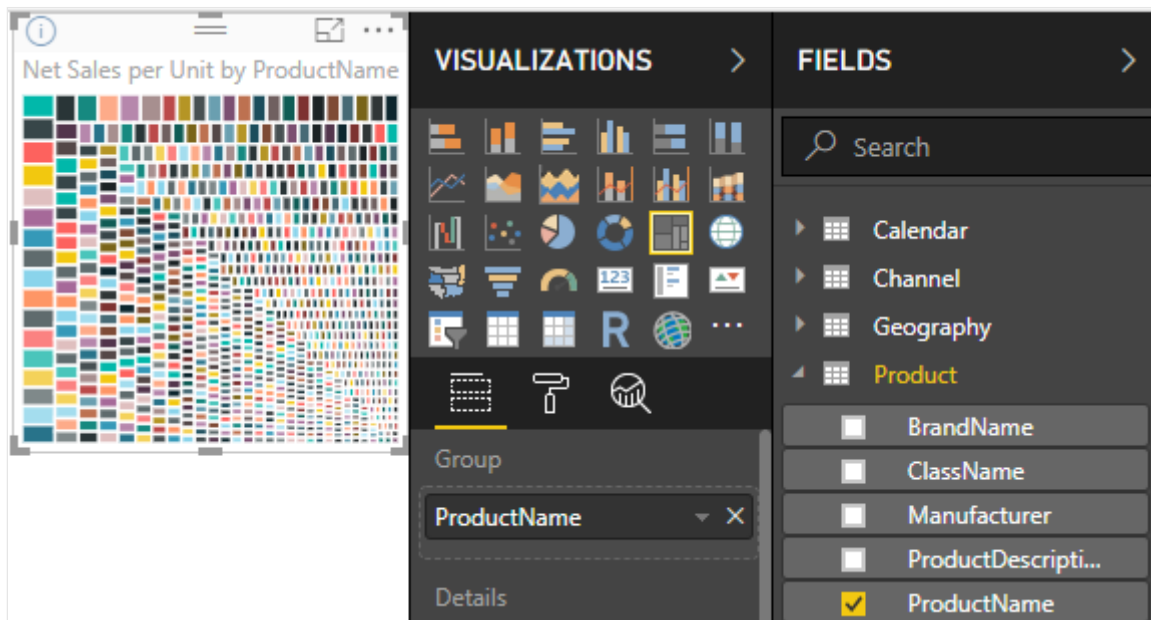 Net Sales per Unit by ProductName
VISUALIZATIONS
123
R
Group
ProductName
Details
FIELDS
Search
Calendar
Channel
Geography
Product
BrandName
ClassName
Manufacturer
ProductDescripti...
ProductName